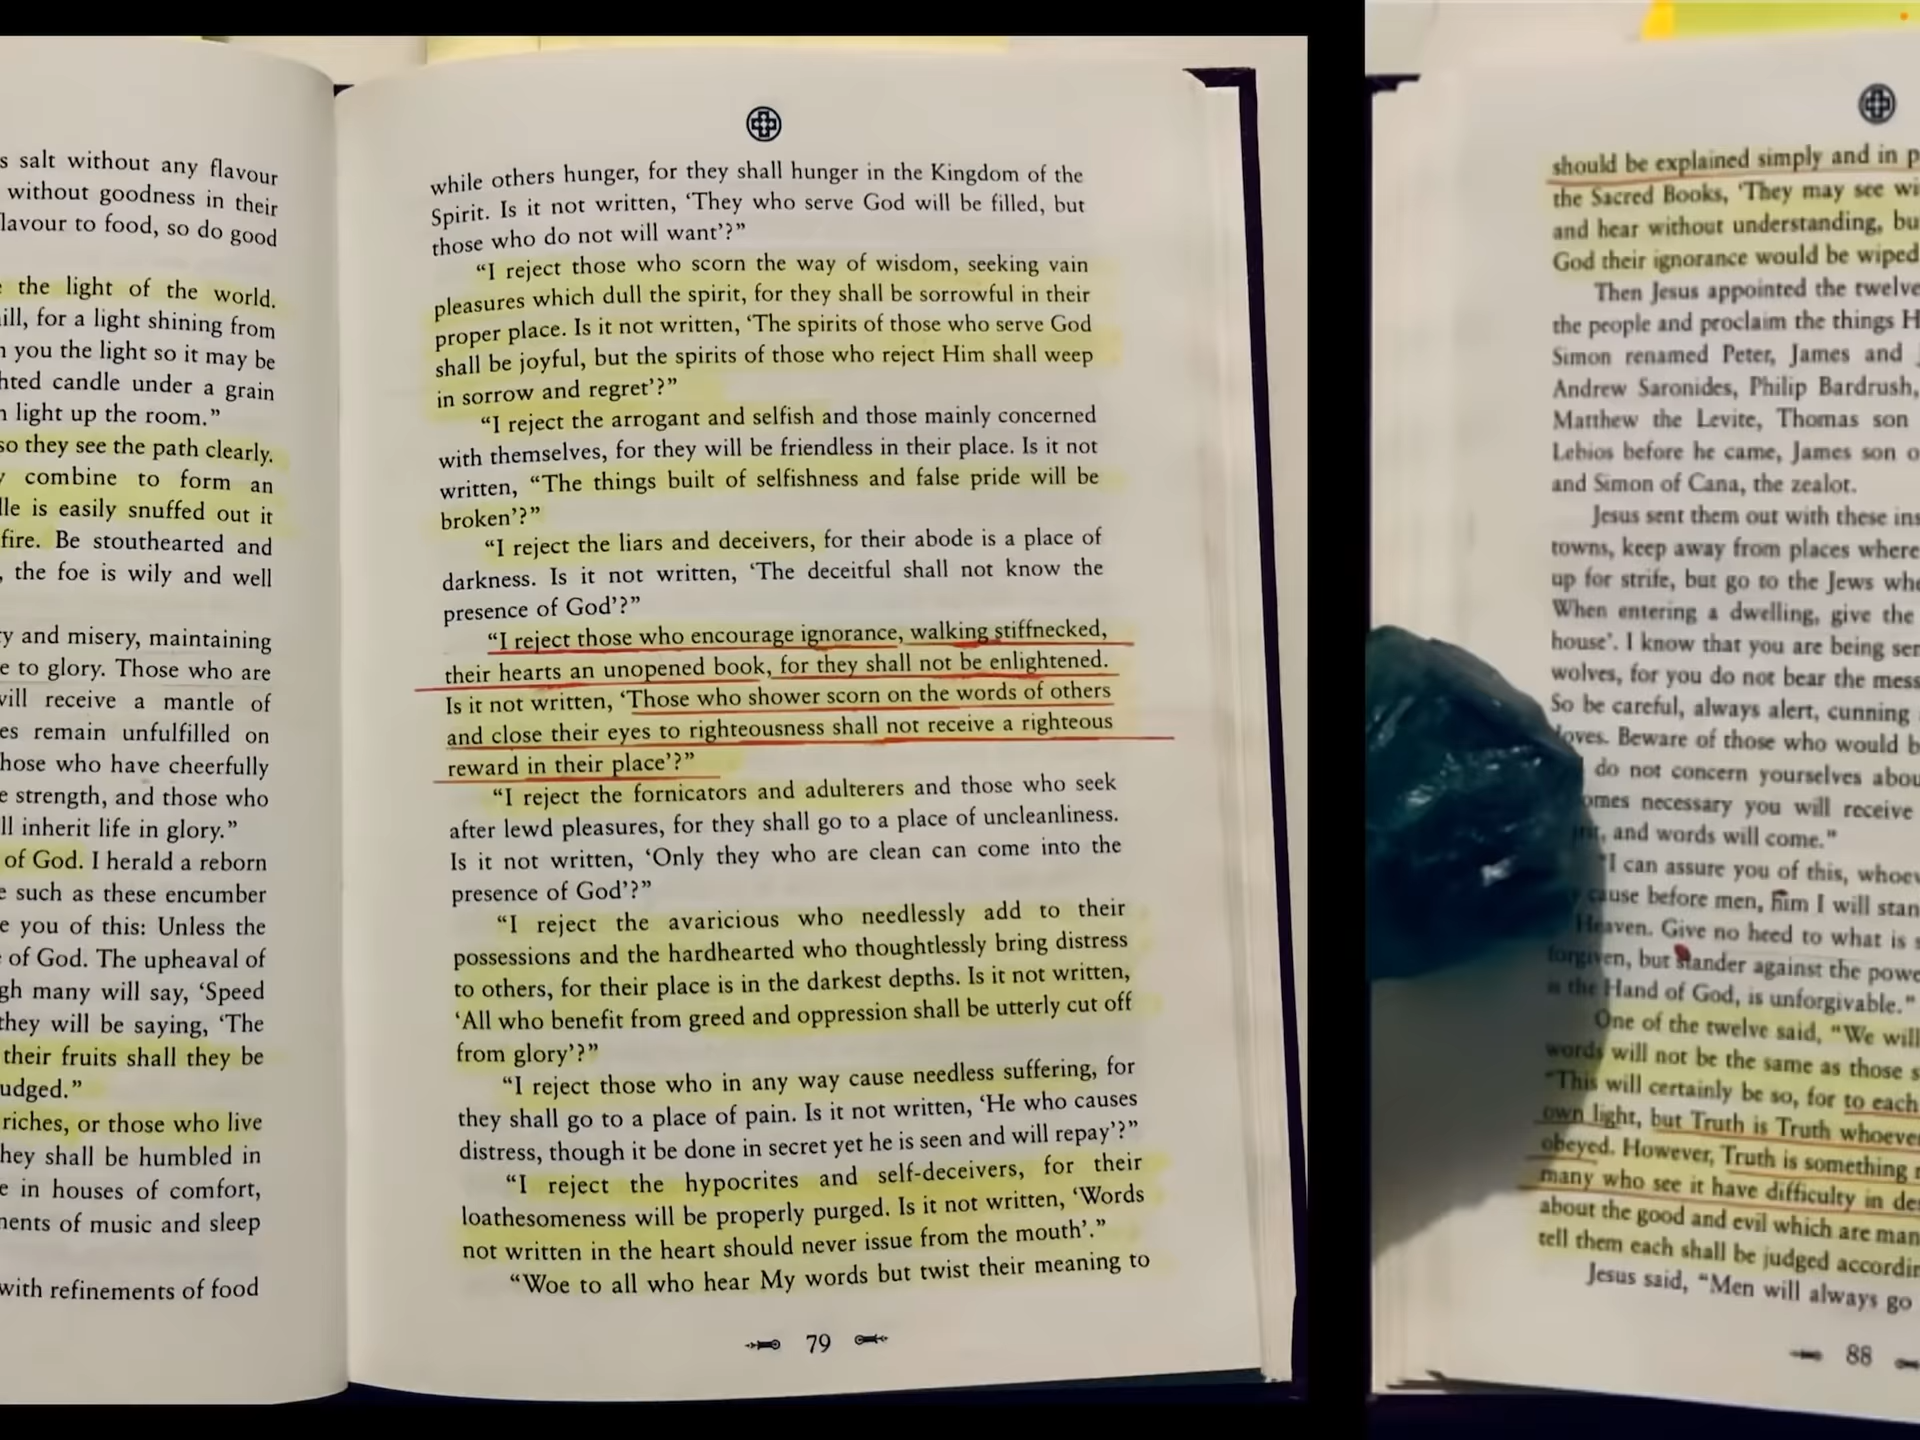 s salt without any flavour
without goodness in their
lavour to food, so do good
the light of the world.
ill, for a light shining from
you the light so it may be
hted candle under a grain
light up the room.”
so they see the path clearly.
combine to form an
lle is easily snuffed out it
fire. Be stouthearted and
, the foe is wily and well
y and misery, maintaining
e to glory. Those who are
will receive a mantle of
es remain unfulfilled on
hose who have cheerfully
e strength, and those who
ll inherit life in glory.”
of God. I herald a reborn
e such as these encumber
e you of this: Unless the
of God. The upheaval of
gh many will say, ‘Speed
they will be saying, ‘The
their fruits shall they be
udged.”
riches, or those who live
hey shall be humbled in
e in houses of comfort,
ments of music and sleep
with refinements of food
while others hunger, for they shall hunger in the Kingdom of the
Spirit. Is it not written, ‘They who serve God will be filled, but
those who do not will want’?”
“I reject those who scorn the way of wisdom, seeking vain
pleasures which dull the spirit, for they shall be sorrowful in their
proper place. Is it not written, ‘The spirits of those who serve God
shall be joyful, but the spirits of those who reject Him shall weep
in sorrow and regret’?”
“I reject the arrogant and selfish and those mainly concerned
with themselves, for they will be friendless in their place. Is it not
written, “The things built of selfishness and false pride will be
broken’?”
“I reject the liars and deceivers, for their abode is a place of
darkness. Is it not written, ‘The deceitful shall not know the
presence of God’?”
“I reject those who encourage ignorance, walking stiffnecked,
their hearts an unopened book, for they shall not be enlightened.
Is it not written, ‘Those who shower scorn on the words of others
and close their eyes to righteousness shall not receive a righteous
reward in their place’?”
“I reject the fornicators and adulterers and those who seek
after lewd pleasures, for they shall go to a place of uncleanliness.
Is it not written, ‘Only they who are clean can come into the
presence of God’?”
“I reject the avaricious who needlessly add to their
possessions and the hardhearted who thoughtlessly bring distress
to others, for their place is in the darkest depths. Is it not written,
‘All who benefit from greed and oppression shall be utterly cut off
from glory’?”
“I reject those who in any way cause needless suffering, for
they shall go to a place of pain. Is it not written, ‘He who causes
distress, though it be done in secret yet he is seen and will repay’?”
“I reject the hypocrites and self-deceivers, for their
loathesomeness will be properly purged. Is it not written, ‘Words
not written in the heart should never issue from the mouth’.”
“Woe to all who hear My words but twist their meaning to
79
should be explained simply and in p
the Sacred Books, ‘They may see wi
and hear without understanding, bu
God their ignorance would be wiped
Then Jesus appointed the twelve
the people and proclaim the things H
Simon renamed Peter, James and J
Andrew Saronides, Philip Bardrush,
Matthew the Levite, Thomas son
Lebios before he came, James son o
and Simon of Cana, the zealot.
Jesus sent them out with these ins
towns, keep away from places where
up for strife, but go to the Jews whe
When entering a dwelling, give the
house’. I know that you are being sen
wolves, for you do not bear the mess
So be careful, always alert, cunning
doves. Beware of those who would b
do not concern yourselves abou
omes necessary you will receive
and words will come.”
“I can assure you of this, whoev
cause before men, him I will stan
Heaven. Give no heed to what is s
forgiven, but slander against the powe
the Hand of God, is unforgivable.”
One of the twelve said, “We will
words will not be the same as those s
“This will certainly be so, for to each
own light, but Truth is Truth whoever
obeyed. However, Truth is something
many who see it have difficulty in de
about the good and evil which are man
tell them each shall be judged accordin
Jesus said, “Men will always go
88